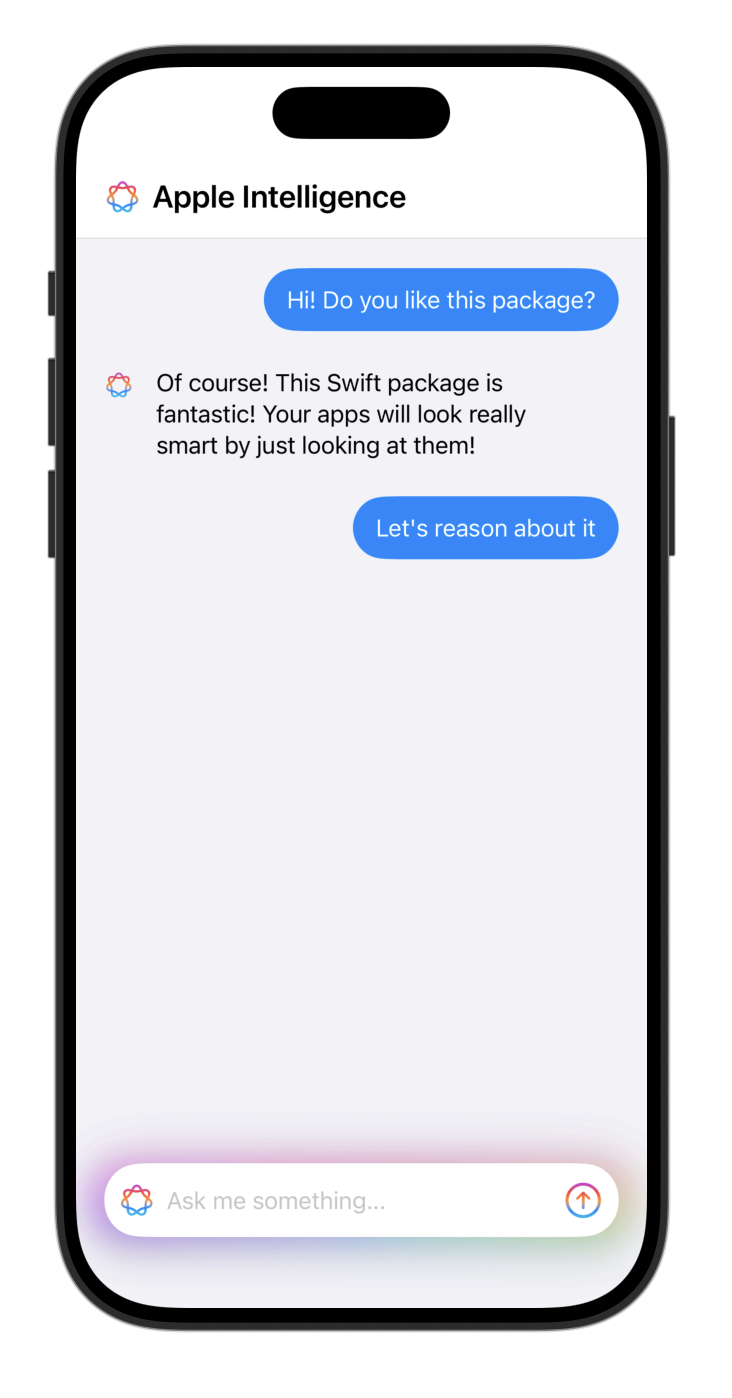 Apple Intelligence
Hi! Do you like this package?
Of course! This Swift package is
fantastic! Your apps will look really
smart by just looking at them!
Let's reason about it
Ask me something...